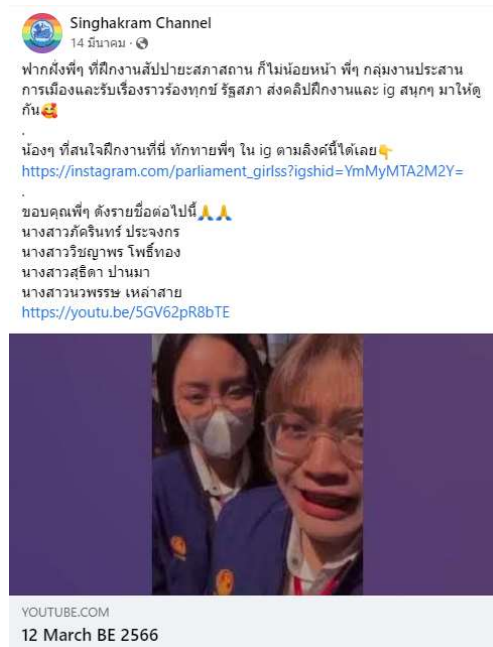 Singhakram Channel
14 มีนาคม ·
ฟากฝั่งพี่ๆ ที่ฝึกงานสัปปายะสภาสถาน ก็ไม่น้อยหน้า พี่ๆ กลุ่มงานประสาน
การเมืองและรับเรื่องราวร้องทุกข์ รัฐสภา ส่งคลิปฝึกงานและ ig สนุกๆ มาให้ดู
กัน🥰
.
น้องๆ ที่สนใจฝึกงานที่นี่ ทักทายพี่ๆ ใน ig ตามลิงค์นี้ได้เลย👇
https://instagram.com/parliament_girlss?igshid=YmMyMTA2M2Y=
.
ขอบคุณพี่ๆ ดังรายชื่อต่อไปนี้🙏🙏
นางสาวภัครินทร์ ประจงกร
นางสาววิชญาพร โพธิ์ทอง
นางสาวสุธิดา ปานมา
นางสาวนวพรรษ เหล่าสาย
https://youtu.be/5GV62pR8bTE
YOUTUBE.COM
12 March BE 2566